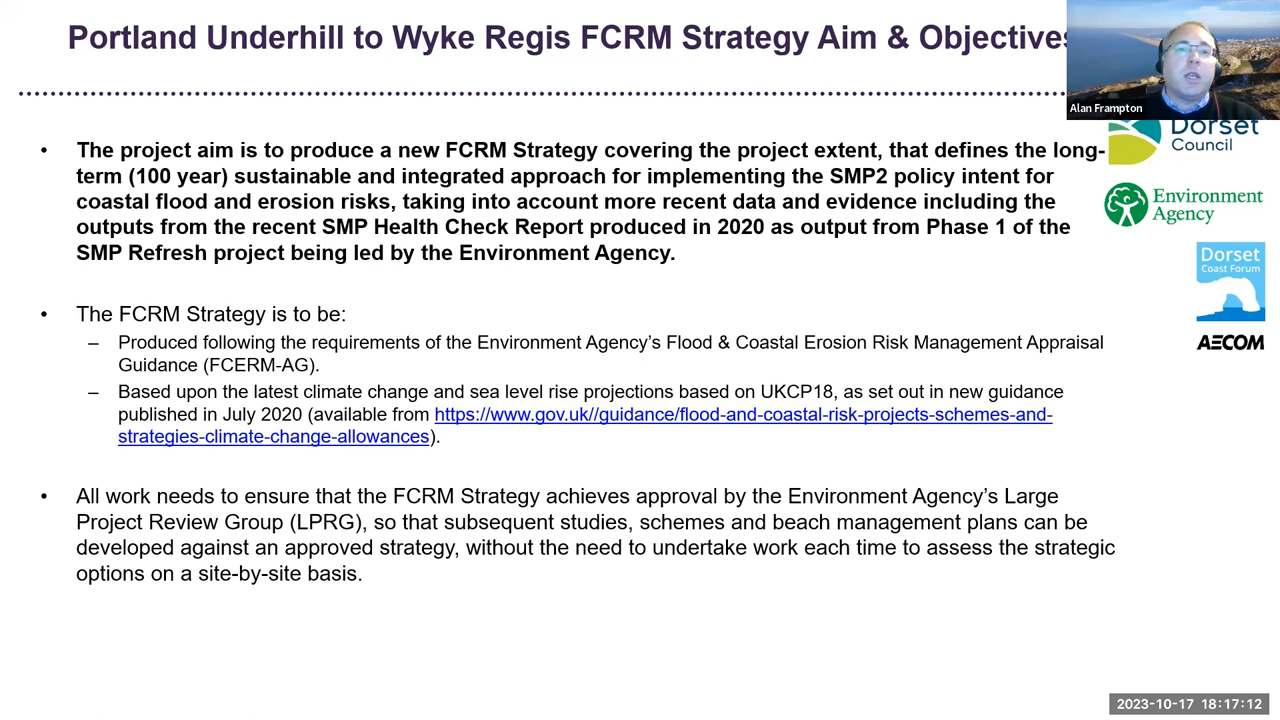 Portland Underhill to Wyke Regis FCRM Strategy Aim & Objectives
Alan Frampton
• The project aim is to produce a new FCRM Strategy covering the project extent, that defines the long-
term (100 year) sustainable and integrated approach for implementing the SMP2 policy intent for
coastal flood and erosion risks, taking into account more recent data and evidence including the
outputs from the recent SMP Health Check Report produced in 2020 as output from Phase 1 of the
SMP Refresh project being led by the Environment Agency.
• The FCRM Strategy is to be:
– Produced following the requirements of the Environment Agency’s Flood & Coastal Erosion Risk Management Appraisal
Guidance (FCERM-AG).
– Based upon the latest climate change and sea level rise projections based on UKCP18, as set out in new guidance
published in July 2020 (available from https://www.gov.uk//guidance/flood-and-coastal-risk-projects-schemes-and-
strategies-climate-change-allowances).
• All work needs to ensure that the FCRM Strategy achieves approval by the Environment Agency’s Large
Project Review Group (LPRG), so that subsequent studies, schemes and beach management plans can be
developed against an approved strategy, without the need to undertake work each time to assess the strategic
options on a site-by-site basis.
Dorset
Council
Environment
Agency
Dorset
Coast Forum
AECOM
2023-10-17 18:17:12